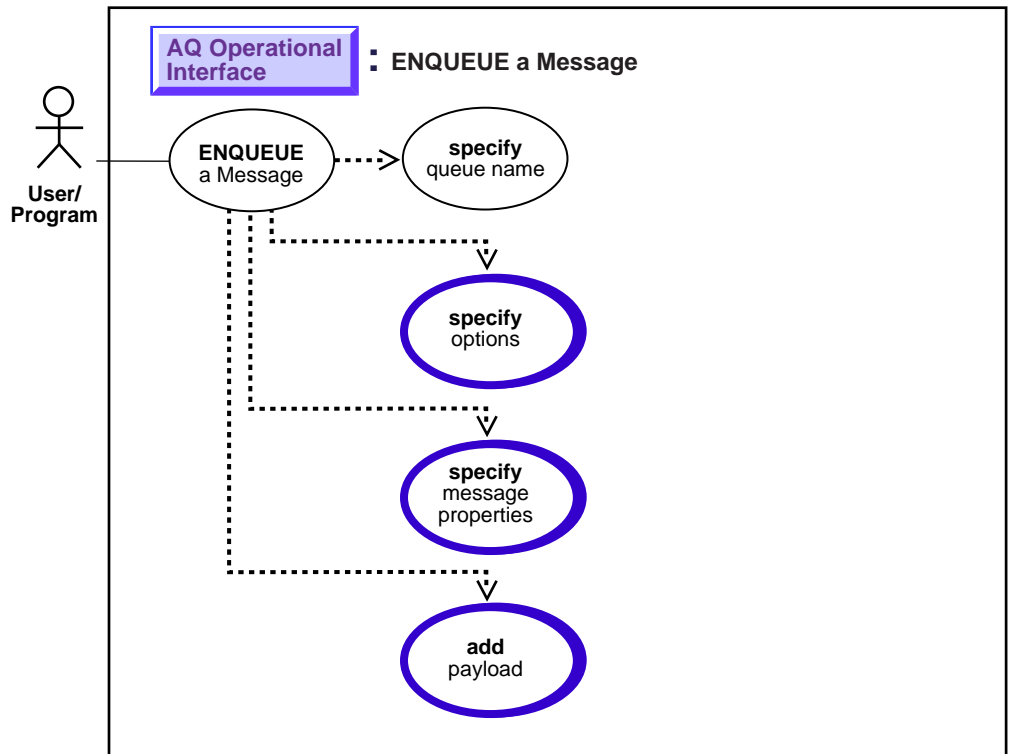 AQ Operational
Interface
: ENQUEUE a Message
ENQUEUE
a Message
specify
queue name
User/
Program
specify
options
specify
message
properties
add
payload